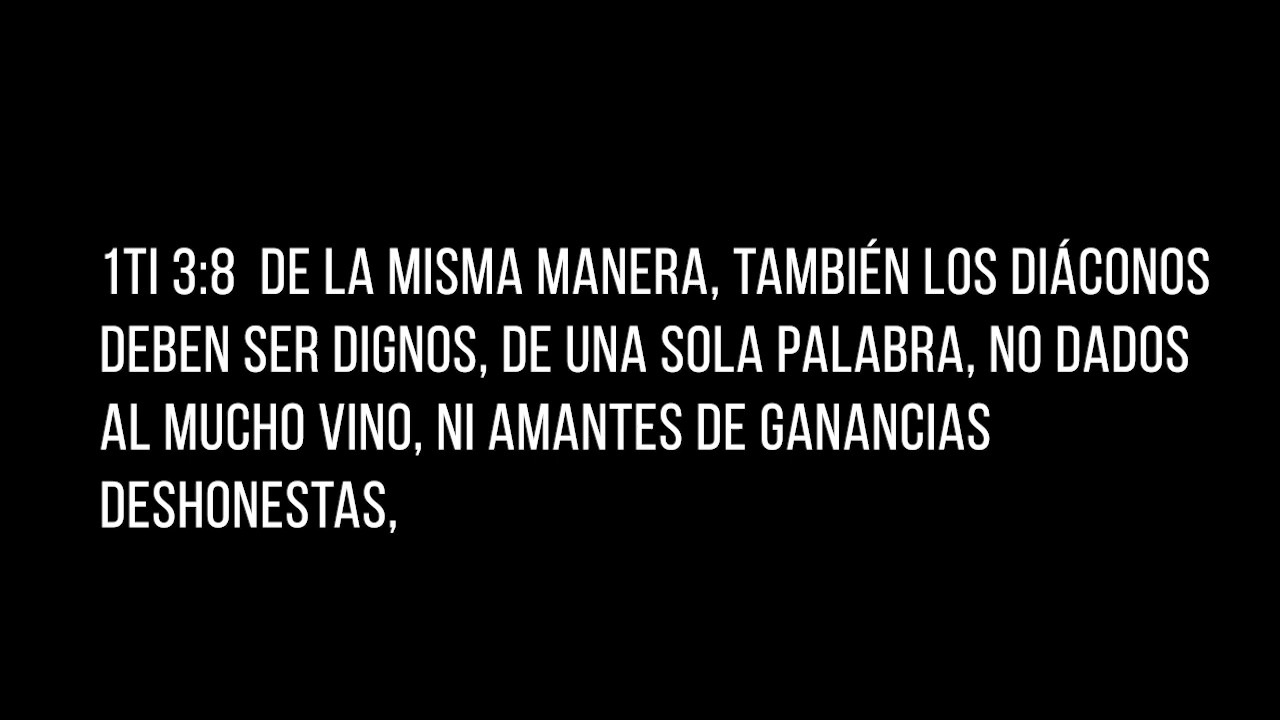 1TI 3:8  DE LA MISMA MANERA, TAMBIÉN LOS DIÁCONOS
DEBEN SER DIGNOS, DE UNA SOLA PALABRA, NO DADOS
AL MUCHO VINO, NI AMANTES DE GANANCIAS
DESHONESTAS,